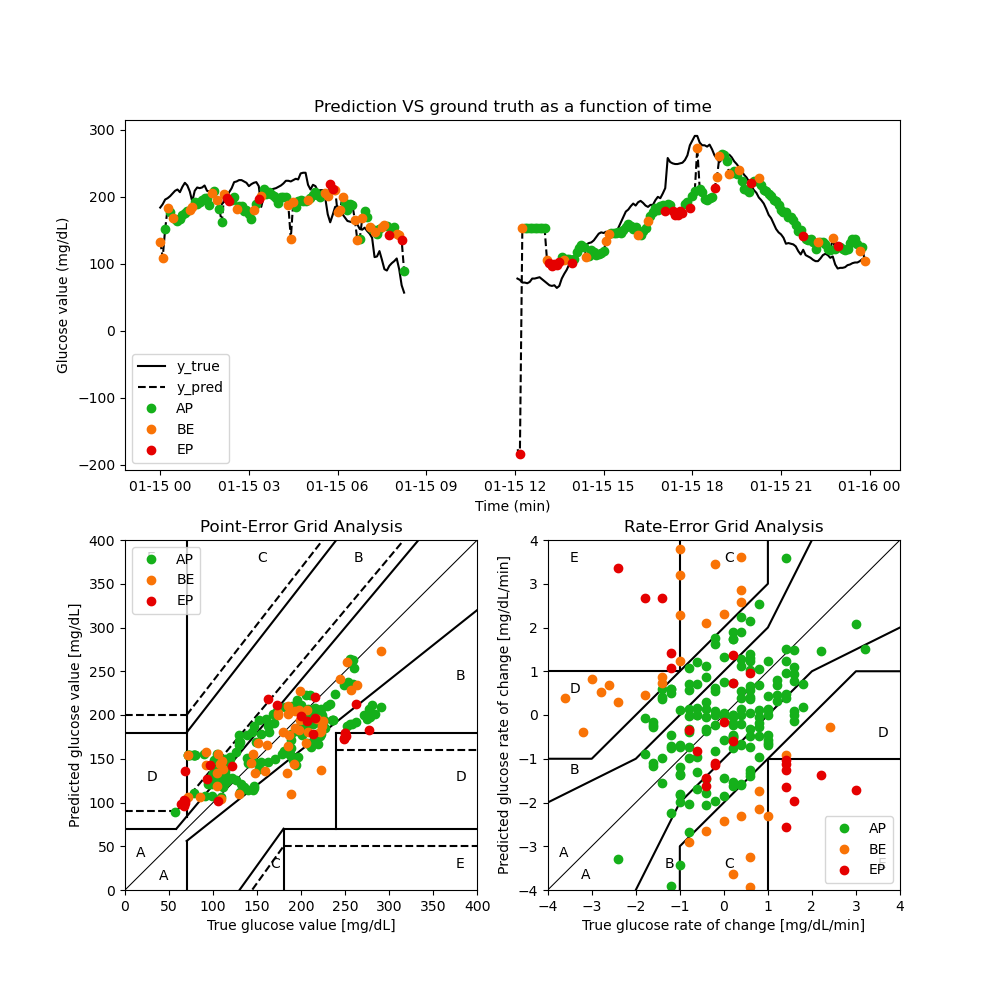 Prediction VS ground truth as a function of time
Glucose value (mg/dL)
300
200
100
0
−100
−200
y_true
y_pred
AP
BE
EP
01-15 00
01-15 03
01-15 06
01-15 09
01-15 12
01-15 15
01-15 18
01-15 21
01-16 00
Time (min)
Point-Error Grid Analysis
Predicted glucose value [mg/dL]
400
350
300
250
200
150
100
50
0
AP
BE
EP
C
B
B
D
D
A
A
C
E
0
50
100
150
200
250
300
350
400
True glucose value [mg/dL]
Rate-Error Grid Analysis
Predicted glucose rate of change [mg/dL/min]
4
3
2
1
0
−1
−2
−3
−4
E
C
D
D
B
A
A
B
C
AP
BE
EP
−4
−3
−2
−1
0
1
2
3
4
True glucose rate of change [mg/dL/min]